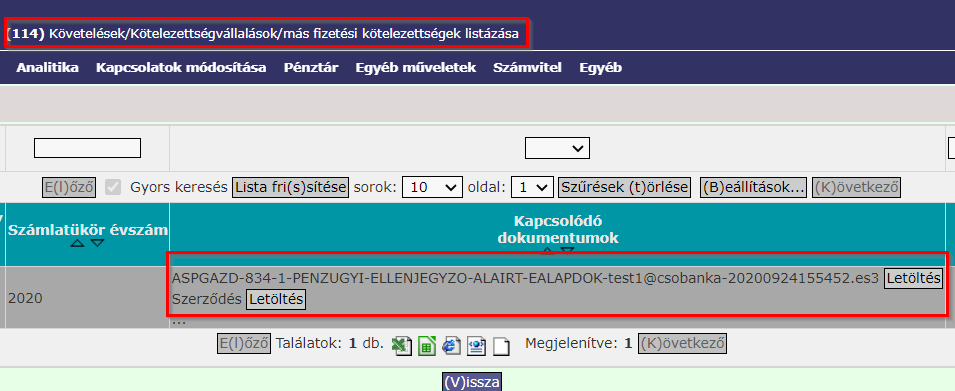 (114) Követelések/Kötelezettségvállalások/más fizetési kötelezettségek listázása
Analitika Kapcsolatok módosítása Pénztár Egyéb műveletek Számvitel Egyéb
E(l)őző Gyors keresés Lista fri(s)sítése sorok: 10 oldal: 1 Szűrések (t)örlése (B)eállítások... (K)övetkező
Számlatükör évszám
Kapcsolódó
dokumentumok
2020
ASPGAZD-834-1-PENZUGYI-ELLENJEGYZO-ALAIRT-EALAPDOK-test1@csobanka-20200924155452.es3 Letöltés
Szerződés Letöltés
...
E(l)őző Találatok: 1 db. Megjelenítve: 1 (K)övetkező
(V)issza